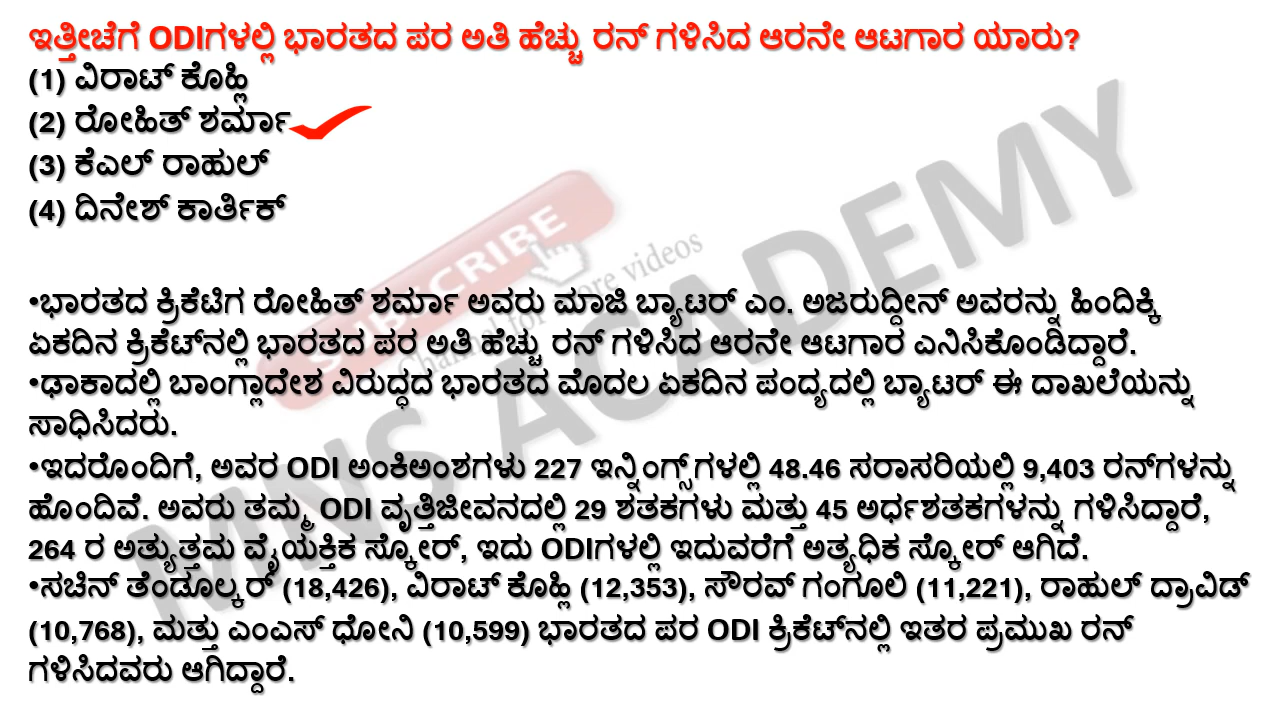 ಇತ್ತೀಚೆಗೆ ODIಗಳಲ್ಲಿ ಭಾರತದ ಪರ ಅತಿ ಹೆಚ್ಚು ರನ್ ಗಳಿಸಿದ ಆರನೇ ಆಟಗಾರ ಯಾರು?
(1) ವಿರಾಟ್ ಕೊಹ್ಲಿ
(2) ರೋಹಿತ್ ಶರ್ಮಾ
(3) ಕೆಎಲ್ ರಾಹುಲ್
(4) ದಿನೇಶ್ ಕಾರ್ತಿಕ್
•ಭಾರತದ ಕ್ರಿಕೆಟಿಗ ರೋಹಿತ್ ಶರ್ಮಾ ಅವರು ಮಾಜಿ ಬ್ಯಾಟರ್ ಎಂ. ಅಜರುದ್ದೀನ್ ಅವರನ್ನು ಹಿಂದಿಕ್ಕಿ
ಏಕದಿನ ಕ್ರಿಕೆಟ್‌ನಲ್ಲಿ ಭಾರತದ ಪರ ಅತಿ ಹೆಚ್ಚು ರನ್ ಗಳಿಸಿದ ಆರನೇ ಆಟಗಾರ ಎನಿಸಿಕೊಂಡಿದ್ದಾರೆ.
•ಢಾಕಾದಲ್ಲಿ ಬಾಂಗ್ಲಾದೇಶ ವಿರುದ್ಧದ ಭಾರತದ ಮೊದಲ ಏಕದಿನ ಪಂದ್ಯದಲ್ಲಿ ಬ್ಯಾಟರ್ ಈ ದಾಖಲೆಯನ್ನು
ಸಾಧಿಸಿದರು.
•ಇದರೊಂದಿಗೆ, ಅವರ ODI ಅಂಕಿಅಂಶಗಳು 227 ಇನ್ನಿಂಗ್ಸ್‌ಗಳಲ್ಲಿ 48.46 ಸರಾಸರಿಯಲ್ಲಿ 9,403 ರನ್‌ಗಳನ್ನು
ಹೊಂದಿವೆ. ಅವರು ತಮ್ಮ ODI ವೃತ್ತಿಜೀವನದಲ್ಲಿ 29 ಶತಕಗಳು ಮತ್ತು 45 ಅರ್ಧಶತಕಗಳನ್ನು ಗಳಿಸಿದ್ದಾರೆ,
264 ರ ಅತ್ಯುತ್ತಮ ವೈಯಕ್ತಿಕ ಸ್ಕೋರ್, ಇದು ODIಗಳಲ್ಲಿ ಇದುವರೆಗೆ ಅತ್ಯಧಿಕ ಸ್ಕೋರ್ ಆಗಿದೆ.
•ಸಚಿನ್ ತೆಂಡೂಲ್ಕರ್ (18,426), ವಿರಾಟ್ ಕೊಹ್ಲಿ (12,353), ಸೌರವ್ ಗಂಗೂಲಿ (11,221), ರಾಹುಲ್ ದ್ರಾವಿಡ್
(10,768), ಮತ್ತು ಎಂಎಸ್ ಧೋನಿ (10,599) ಭಾರತದ ಪರ ODI ಕ್ರಿಕೆಟ್‌ನಲ್ಲಿ ಇತರ ಪ್ರಮುಖ ರನ್
ಗಳಿಸಿದವರು ಆಗಿದ್ದಾರೆ.
MNS ACADEMY